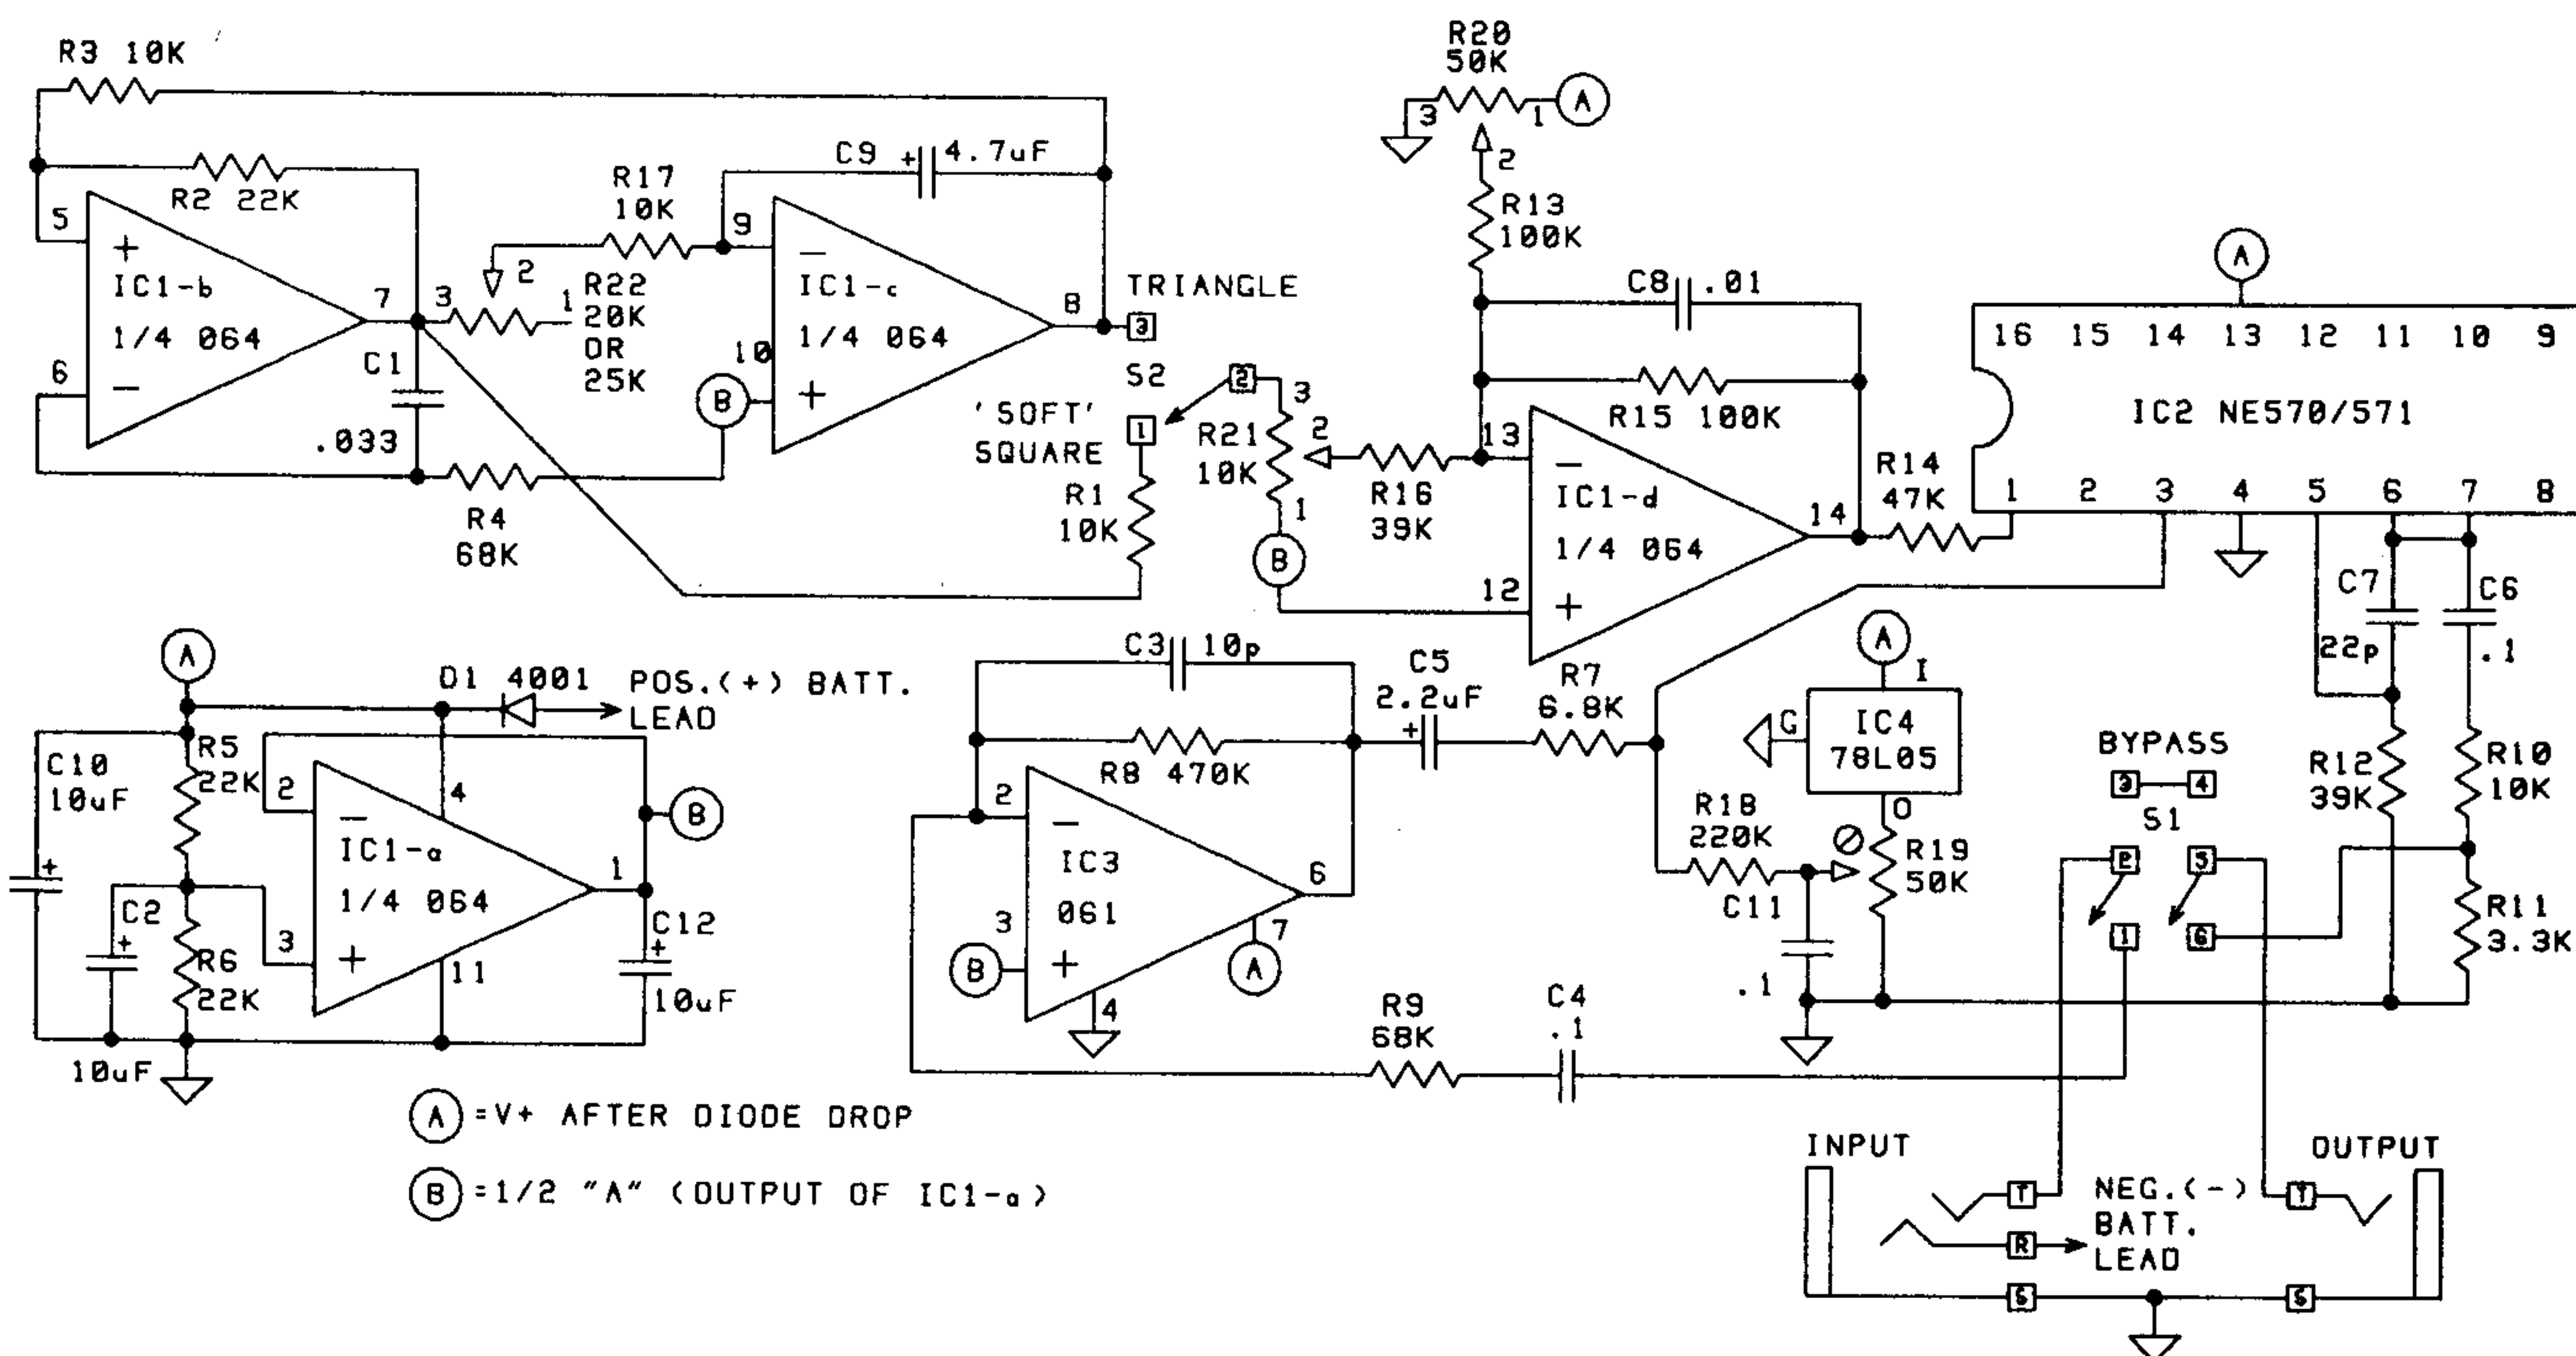 R3 10K
R2 22K
5
+
IC1-b
1/4 064
6
-
7
3
2
1
R22
20K
OR
25K
R17
10K
C9
+
4.7uF
9
-
IC1-c
1/4 064
10
+
B
8
TRIANGLE
3
S2
2
'SOFT'
SQUARE
1
R1
10K
C1
.033
R4
68K
R20
50K
3
1
A
2
R13
100K
C8 .01
R15 100K
3
R21
10K
2
1
B
R16
39K
13
-
IC1-d
1/4 064
12
+
14
R14
47K
A
16 15 14 13 12 11 10 9
IC2 NE570/571
1 2 3 4 5 6 7 8
C7
22p
C6
.1
A
D1 4001
POS.(+) BATT.
LEAD
C10
10uF
+
R5
22K
2
-
4
IC1-a
1/4 064
1
B
C2
+
10uF
R6
22K
3
+
11
C12
+
10uF
C3 10p
R8 470K
C5
2.2uF
+
R7
6.8K
2
-
IC3
061
3
B
+
6
7
A
4
A
I
G
IC4
78L05
O
R18
220K
R19
50K
C11
.1
R12
39K
R10
10K
R11
3.3K
BYPASS
3 4
S1
2 5
1 6
R9
68K
C4
.1
A =V+ AFTER DIODE DROP
B =1/2 "A" (OUTPUT OF IC1-a)
INPUT
OUTPUT
T
R
S
NEG.(-)
BATT.
LEAD
T
S